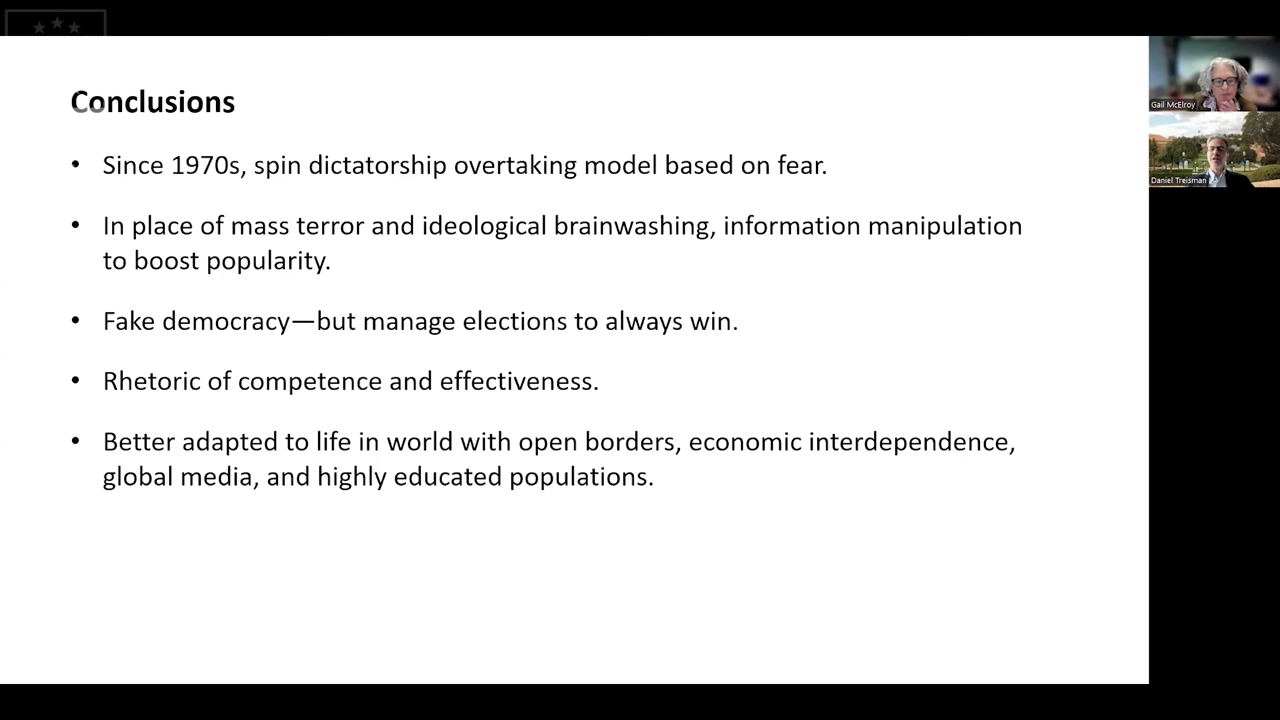 Conclusions
• Since 1970s, spin dictatorship overtaking model based on fear.
• In place of mass terror and ideological brainwashing, information manipulation
to boost popularity.
• Fake democracy—but manage elections to always win.
• Rhetoric of competence and effectiveness.
• Better adapted to life in world with open borders, economic interdependence,
global media, and highly educated populations.
Gail McElroy
Daniel Treisman